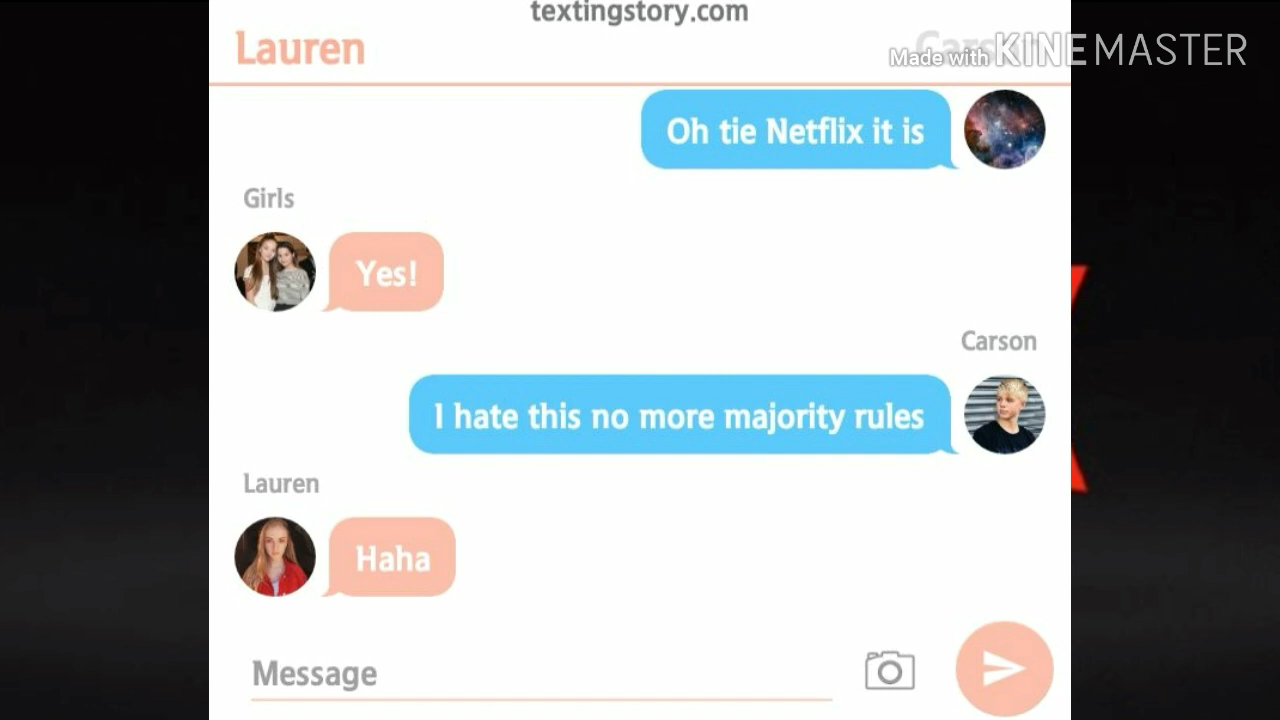 textingstory.com
Lauren
Made with KINEMASTER
Oh tie Netflix it is
Girls
Yes!
Carson
I hate this no more majority rules
Lauren
Haha
Message